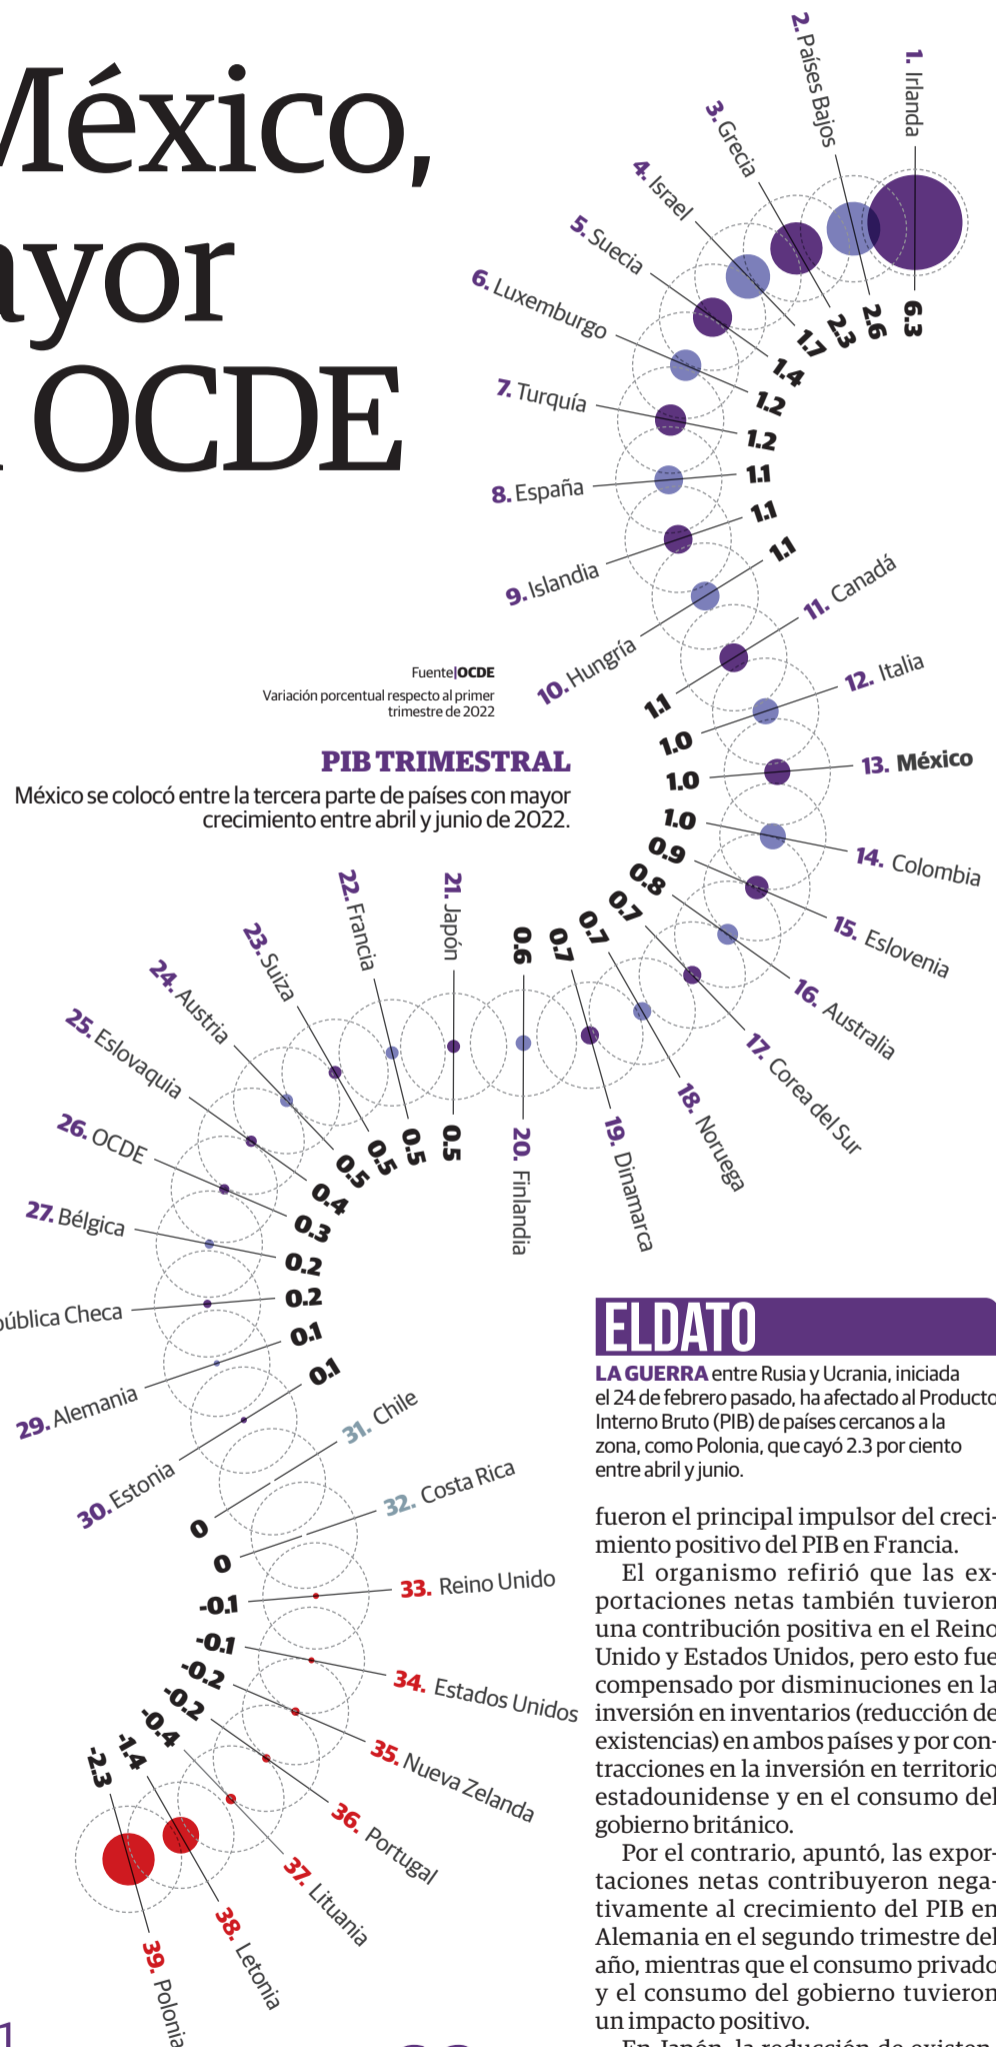 México,
ayor
OCDE
Fuente|OCDE
Variación porcentual respecto al primer
trimestre de 2022
PIB TRIMESTRAL
México se colocó entre la tercera parte de países con mayor
crecimiento entre abril y junio de 2022.
1. Irlanda 6.3
2. Países Bajos 2.6
3. Grecia 2.3
4. Israel 1.7
5. Suecia 1.4
6. Luxemburgo 1.2
7. Turquía 1.2
8. España 1.1
9. Islandia 1.1
10. Hungría 1.1
11. Canadá 1.1
12. Italia 1.0
13. México 1.0
14. Colombia 1.0
15. Eslovenia 0.9
16. Australia 0.8
17. Corea del Sur 0.7
18. Noruega 0.7
19. Dinamarca 0.7
20. Finlandia 0.6
21. Japón 0.5
22. Francia 0.5
23. Suiza 0.5
24. Austria 0.5
25. Eslovaquia 0.4
26. OCDE 0.3
27. Bélgica 0.2
pública Checa 0.2
29. Alemania 0.1
30. Estonia 0.1
31. Chile 0
32. Costa Rica 0
33. Reino Unido -0.1
34. Estados Unidos -0.1
35. Nueva Zelanda -0.2
36. Portugal -0.2
37. Lituania -0.4
38. Letonia -1.4
39. Polonia -2.3
EL DATO
LA GUERRA entre Rusia y Ucrania, iniciada
el 24 de febrero pasado, ha afectado al Producto
Interno Bruto (PIB) de países cercanos a la
zona, como Polonia, que cayó 2.3 por ciento
entre abril y junio.
fueron el principal impulsor del creci-
miento positivo del PIB en Francia.
El organismo refirió que las ex-
portaciones netas también tuvieron
una contribución positiva en el Reino
Unido y Estados Unidos, pero esto fue
compensado por disminuciones en la
inversión en inventarios (reducción de
existencias) en ambos países y por con-
tracciones en la inversión en territorio
estadounidense y en el consumo del
gobierno británico.
Por el contrario, apuntó, las expor-
taciones netas contribuyeron nega-
tivamente al crecimiento del PIB en
Alemania en el segundo trimestre del
año, mientras que el consumo privado
y el consumo del gobierno tuvieron
un impacto positivo.
En Japón, la reducción de existen-